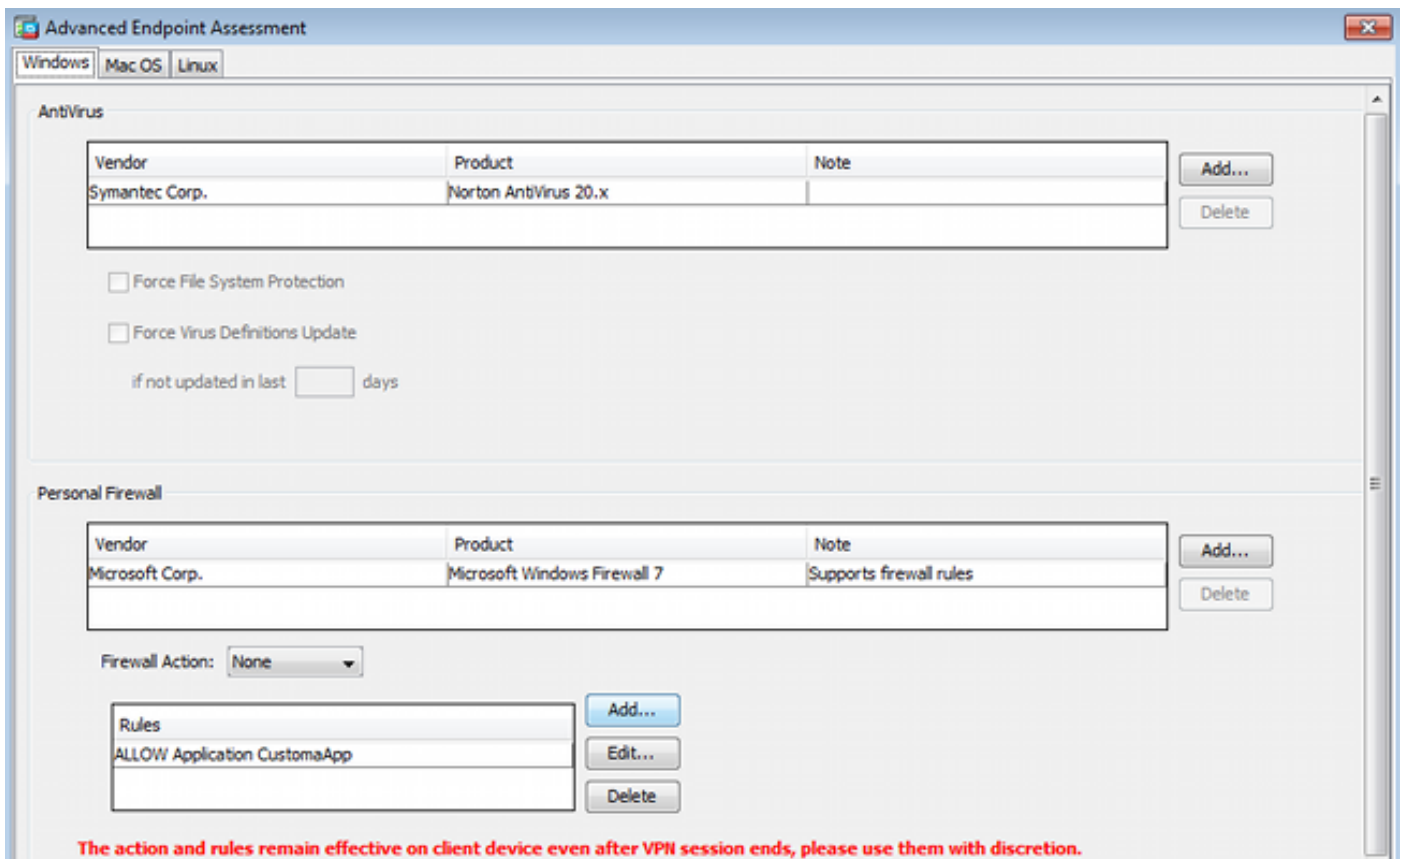 Advanced Endpoint Assessment
Windows Mac OS Linux
AntiVirus
Vendor Product Note
Symantec Corp. Norton AntiVirus 20.x
Add...
Delete
Force File System Protection
Force Virus Definitions Update
if not updated in last days
Personal Firewall
Vendor Product Note
Microsoft Corp. Microsoft Windows Firewall 7 Supports firewall rules
Add...
Delete
Firewall Action: None
Rules
ALLOW Application CustomaApp
Add...
Edit...
Delete
The action and rules remain effective on client device even after VPN session ends, please use them with discretion.